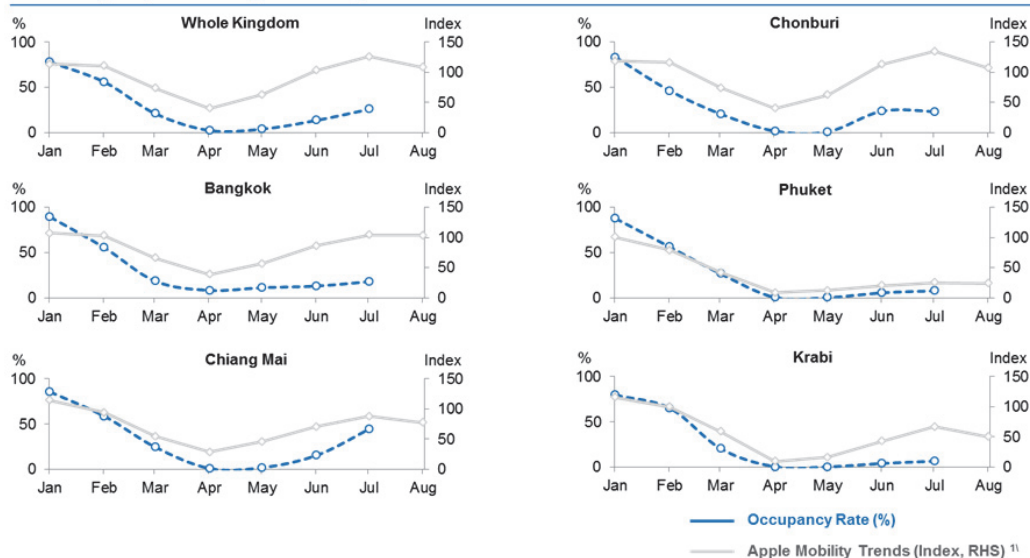 Whole Kingdom
% Index
100 150
100
50
50
0 0
Jan Feb Mar Apr May Jun Jul Aug
Chonburi
% Index
100 150
100
50
50
0 0
Jan Feb Mar Apr May Jun Jul Aug
Bangkok
% Index
100 150
100
50
50
0 0
Jan Feb Mar Apr May Jun Jul Aug
Phuket
% Index
100 150
100
50
50
0 0
Jan Feb Mar Apr May Jun Jul Aug
Chiang Mai
% Index
100 150
100
50
50
0 0
Jan Feb Mar Apr May Jun Jul Aug
Krabi
% Index
100 150
100
50
50
0 0
Jan Feb Mar Apr May Jun Jul Aug
Occupancy Rate (%)
Apple Mobility Trends (Index, RHS) 1\